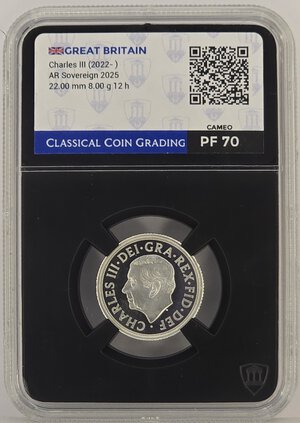 GREAT BRITAIN
Charles III (2022- )
AR Sovereign 2025
22.00 mm 8.00 g 12 h
CAMEO
CLASSICAL COIN GRADING PF 70
CHARLES III · DEI · GRA · REX · FID · DEF ·